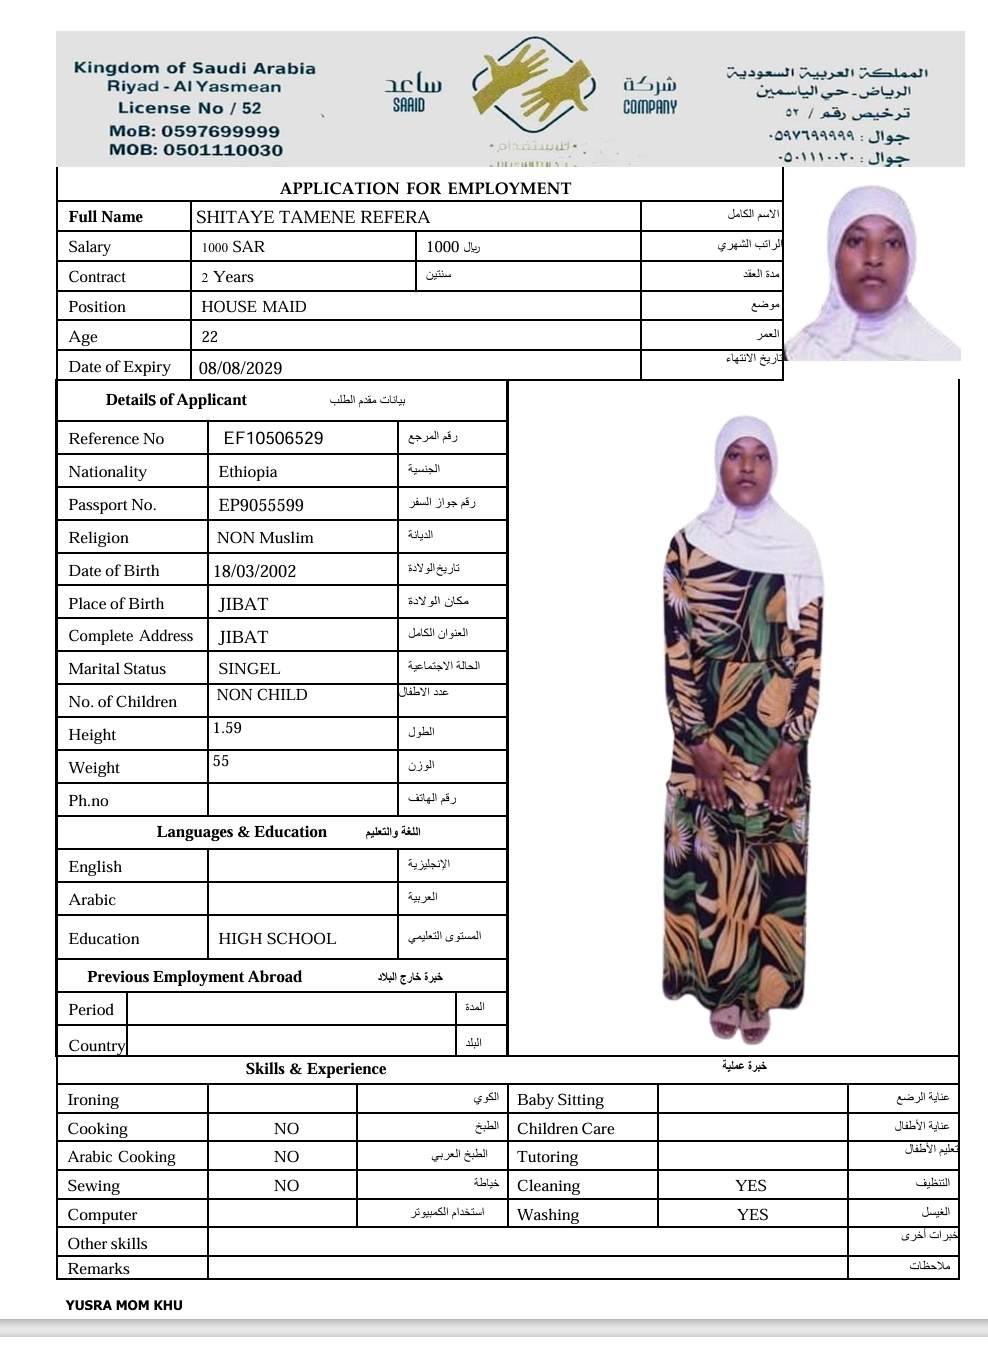 Kingdom of Saudi Arabia
Riyad - Al Yasmean
License No / 52
MoB: 0597699999
MOB: 0501110030
ساعد
SAAID
شركة
COMPANY
للاستقدام
المملكة العربية السعودية
الرياض-حي الياسمين
ترخيص رقم / ٥٢
جوال : ٠٥٩٧٦٩٩٩٩٩
جوال : ٠٥٠١١١٠٠٣٠
APPLICATION FOR EMPLOYMENT
Full Name SHITAYE TAMENE REFERA الاسم الكامل
Salary 1000 SAR 1000 ريال الراتب الشهري
Contract 2 Years سنتين مدة العقد
Position HOUSE MAID موضع
Age 22 العمر
Date of Expiry 08/08/2029 تاريخ الانتهاء
Details of Applicant بيانات مقدم الطلب
Reference No EF10506529 رقم المرجع
Nationality Ethiopia الجنسية
Passport No. EP9055599 رقم جواز السفر
Religion NON Muslim الديانة
Date of Birth 18/03/2002 تاريخ الولادة
Place of Birth JIBAT مكان الولادة
Complete Address JIBAT العنوان الكامل
Marital Status SINGEL الحالة الاجتماعية
No. of Children NON CHILD عدد الاطفال
Height 1.59 الطول
Weight 55 الوزن
Ph.no رقم الهاتف
Languages & Education اللغة والتعليم
English الإنجليزية
Arabic العربية
Education HIGH SCHOOL المستوى التعليمي
Previous Employment Abroad خبرة خارج البلاد
Period المدة
Country البلد
Skills & Experience خبرة عملية
Ironing الكوي Baby Sitting عناية الرضع
Cooking NO الطبخ Children Care عناية الأطفال
Arabic Cooking NO الطبخ العربي Tutoring تعليم الأطفال
Sewing NO خياطة Cleaning YES التنظيف
Computer استخدام الكمبيوتر Washing YES الغيسل
Other skills خبرات أخرى
Remarks ملاحظات
YUSRA MOM KHU